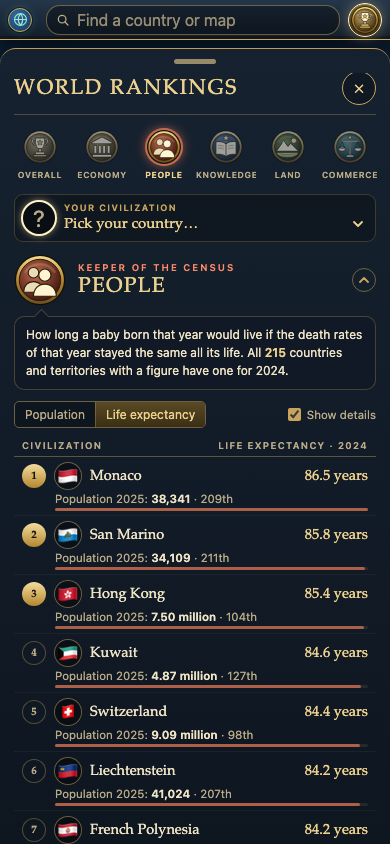 Find a country or map
WORLD RANKINGS
OVERALL
ECONOMY
PEOPLE
KNOWLEDGE
LAND
COMMERCE
?
YOUR CIVILIZATION
Pick your country…
KEEPER OF THE CENSUS
PEOPLE
How long a baby born that year would live if the death rates
of that year stayed the same all its life. All 215 countries
and territories with a figure have one for 2024.
Population
Life expectancy
Show details
CIVILIZATION
LIFE EXPECTANCY · 2024
1 Monaco 86.5 years
Population 2025: 38,341 · 209th
2 San Marino 85.8 years
Population 2025: 34,109 · 211th
3 Hong Kong 85.4 years
Population 2025: 7.50 million · 104th
4 Kuwait 84.6 years
Population 2025: 4.87 million · 127th
5 Switzerland 84.4 years
Population 2025: 9.09 million · 98th
6 Liechtenstein 84.2 years
Population 2025: 41,024 · 207th
7 French Polynesia 84.2 years